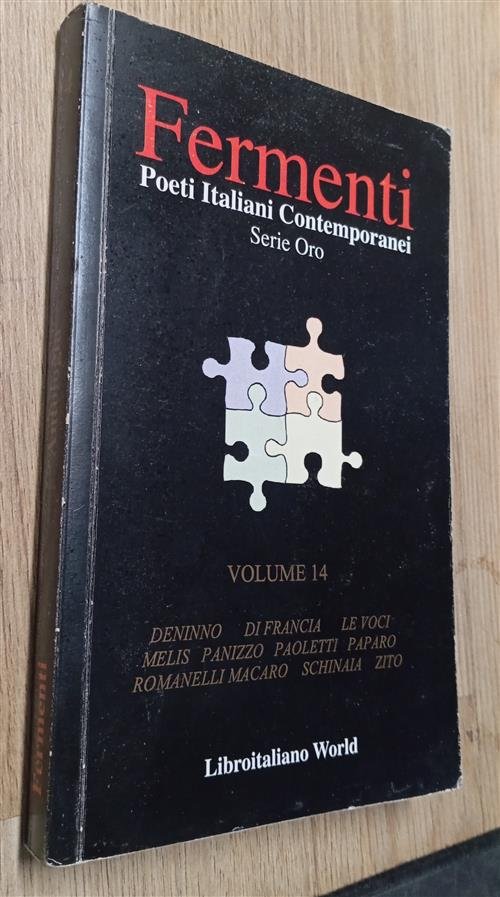 Fermenti
Poeti Italiani Contemporanei
Serie Oro
VOLUME 14
DENINNO DI FRANCIA LE VOCI
MELIS PANIZZO PAOLETTI PAPARO
ROMANELLI MACARO SCHINAIA ZITO
Libroitaliano World
Fermenti